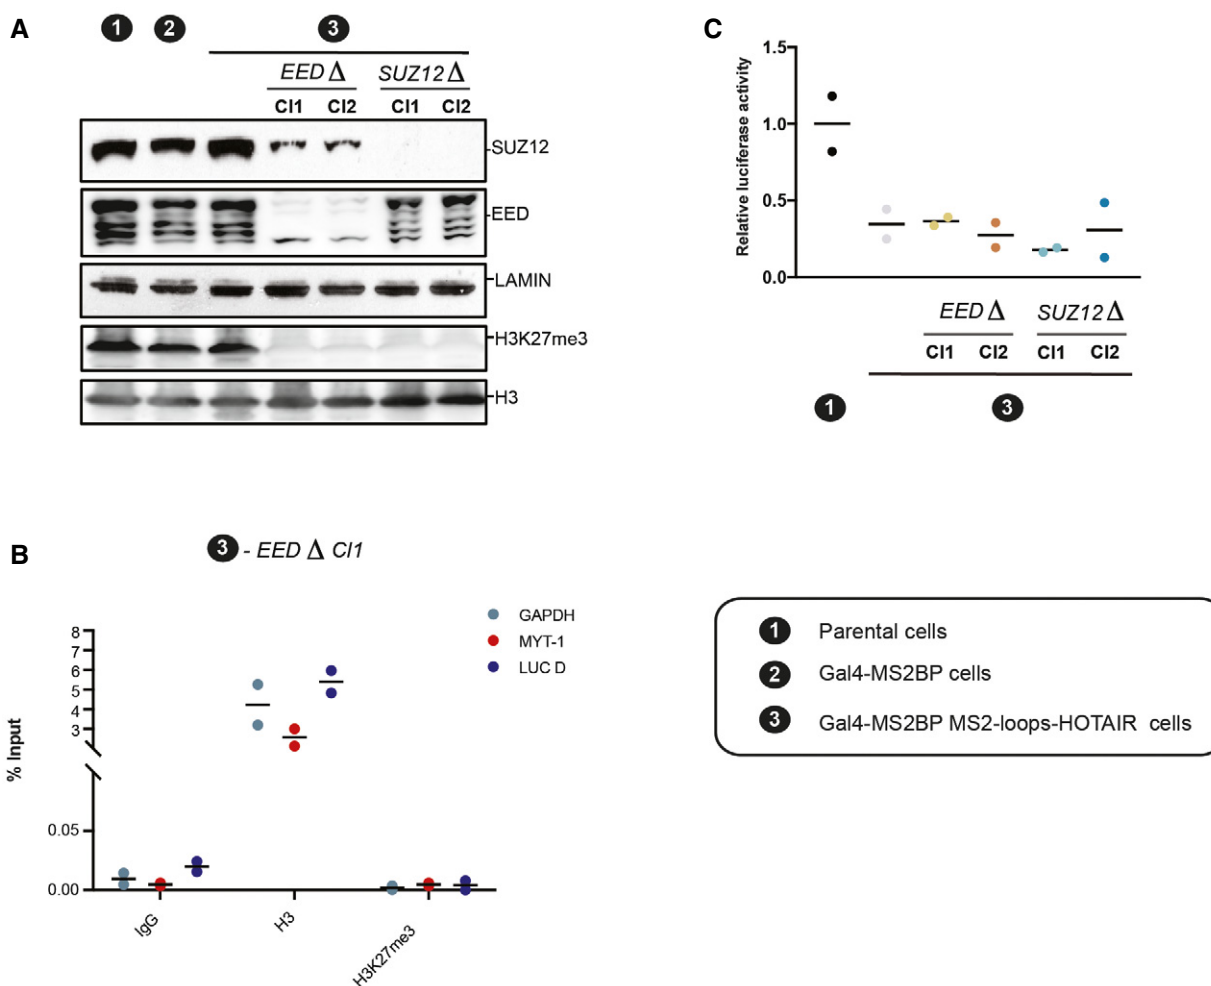 A
1 2 3
EED Δ SUZ12 Δ
Cl1 Cl2 Cl1 Cl2
SUZ12
EED
LAMIN
H3K27me3
H3
C
Relative luciferase activity
1.5
1.0
0.5
0.0
EED Δ SUZ12 Δ
Cl1 Cl2 Cl1 Cl2
1 3
B
3 - EED Δ Cl1
GAPDH
MYT-1
LUC D
% Input
8
7
6
5
4
3
0.05
0.00
IgG
H3
H3K27me3
1 Parental cells
2 Gal4-MS2BP cells
3 Gal4-MS2BP MS2-loops-HOTAIR cells